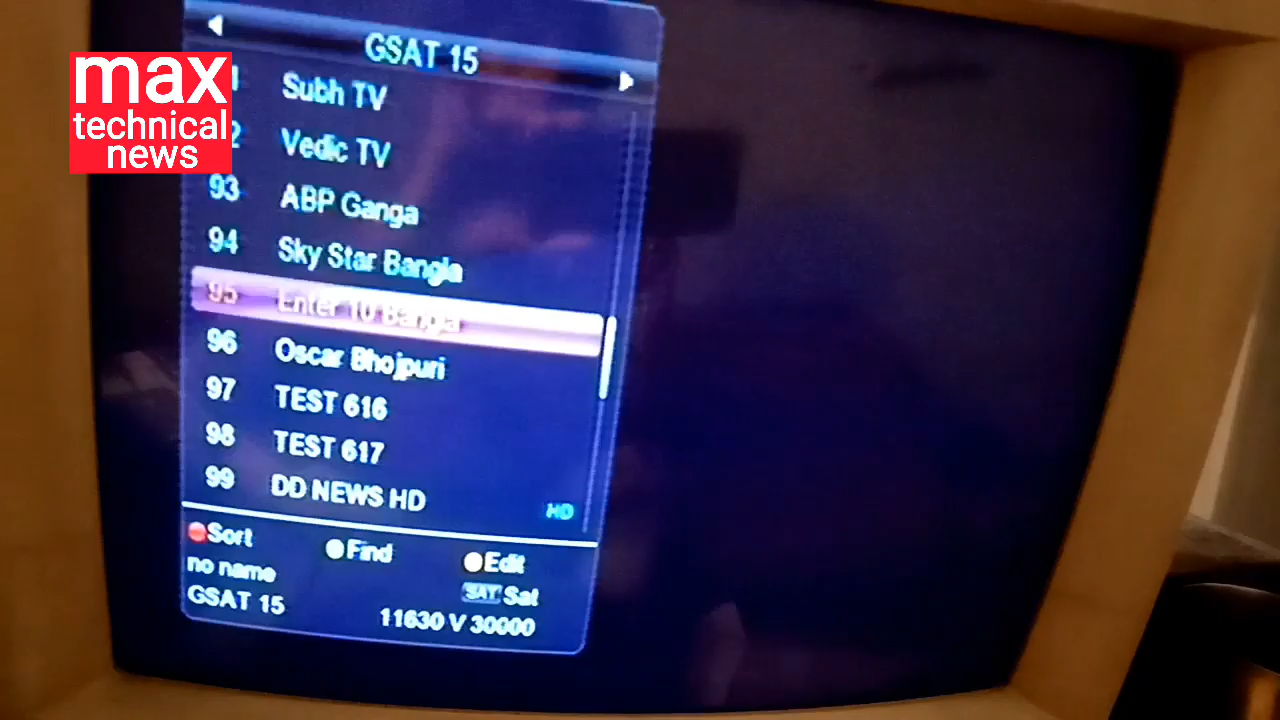 max
technical
news
GSAT 15
1 Subh TV
2 Vedic TV
93 ABP Ganga
94 Sky Star Bangla
95 Enter 10 Bangla
96 Oscar Bhojpuri
97 TEST 616
98 TEST 617
99 DD NEWS HD HD
Sort Find Edit
no name SAT Sat
GSAT 15 11630 V 30000